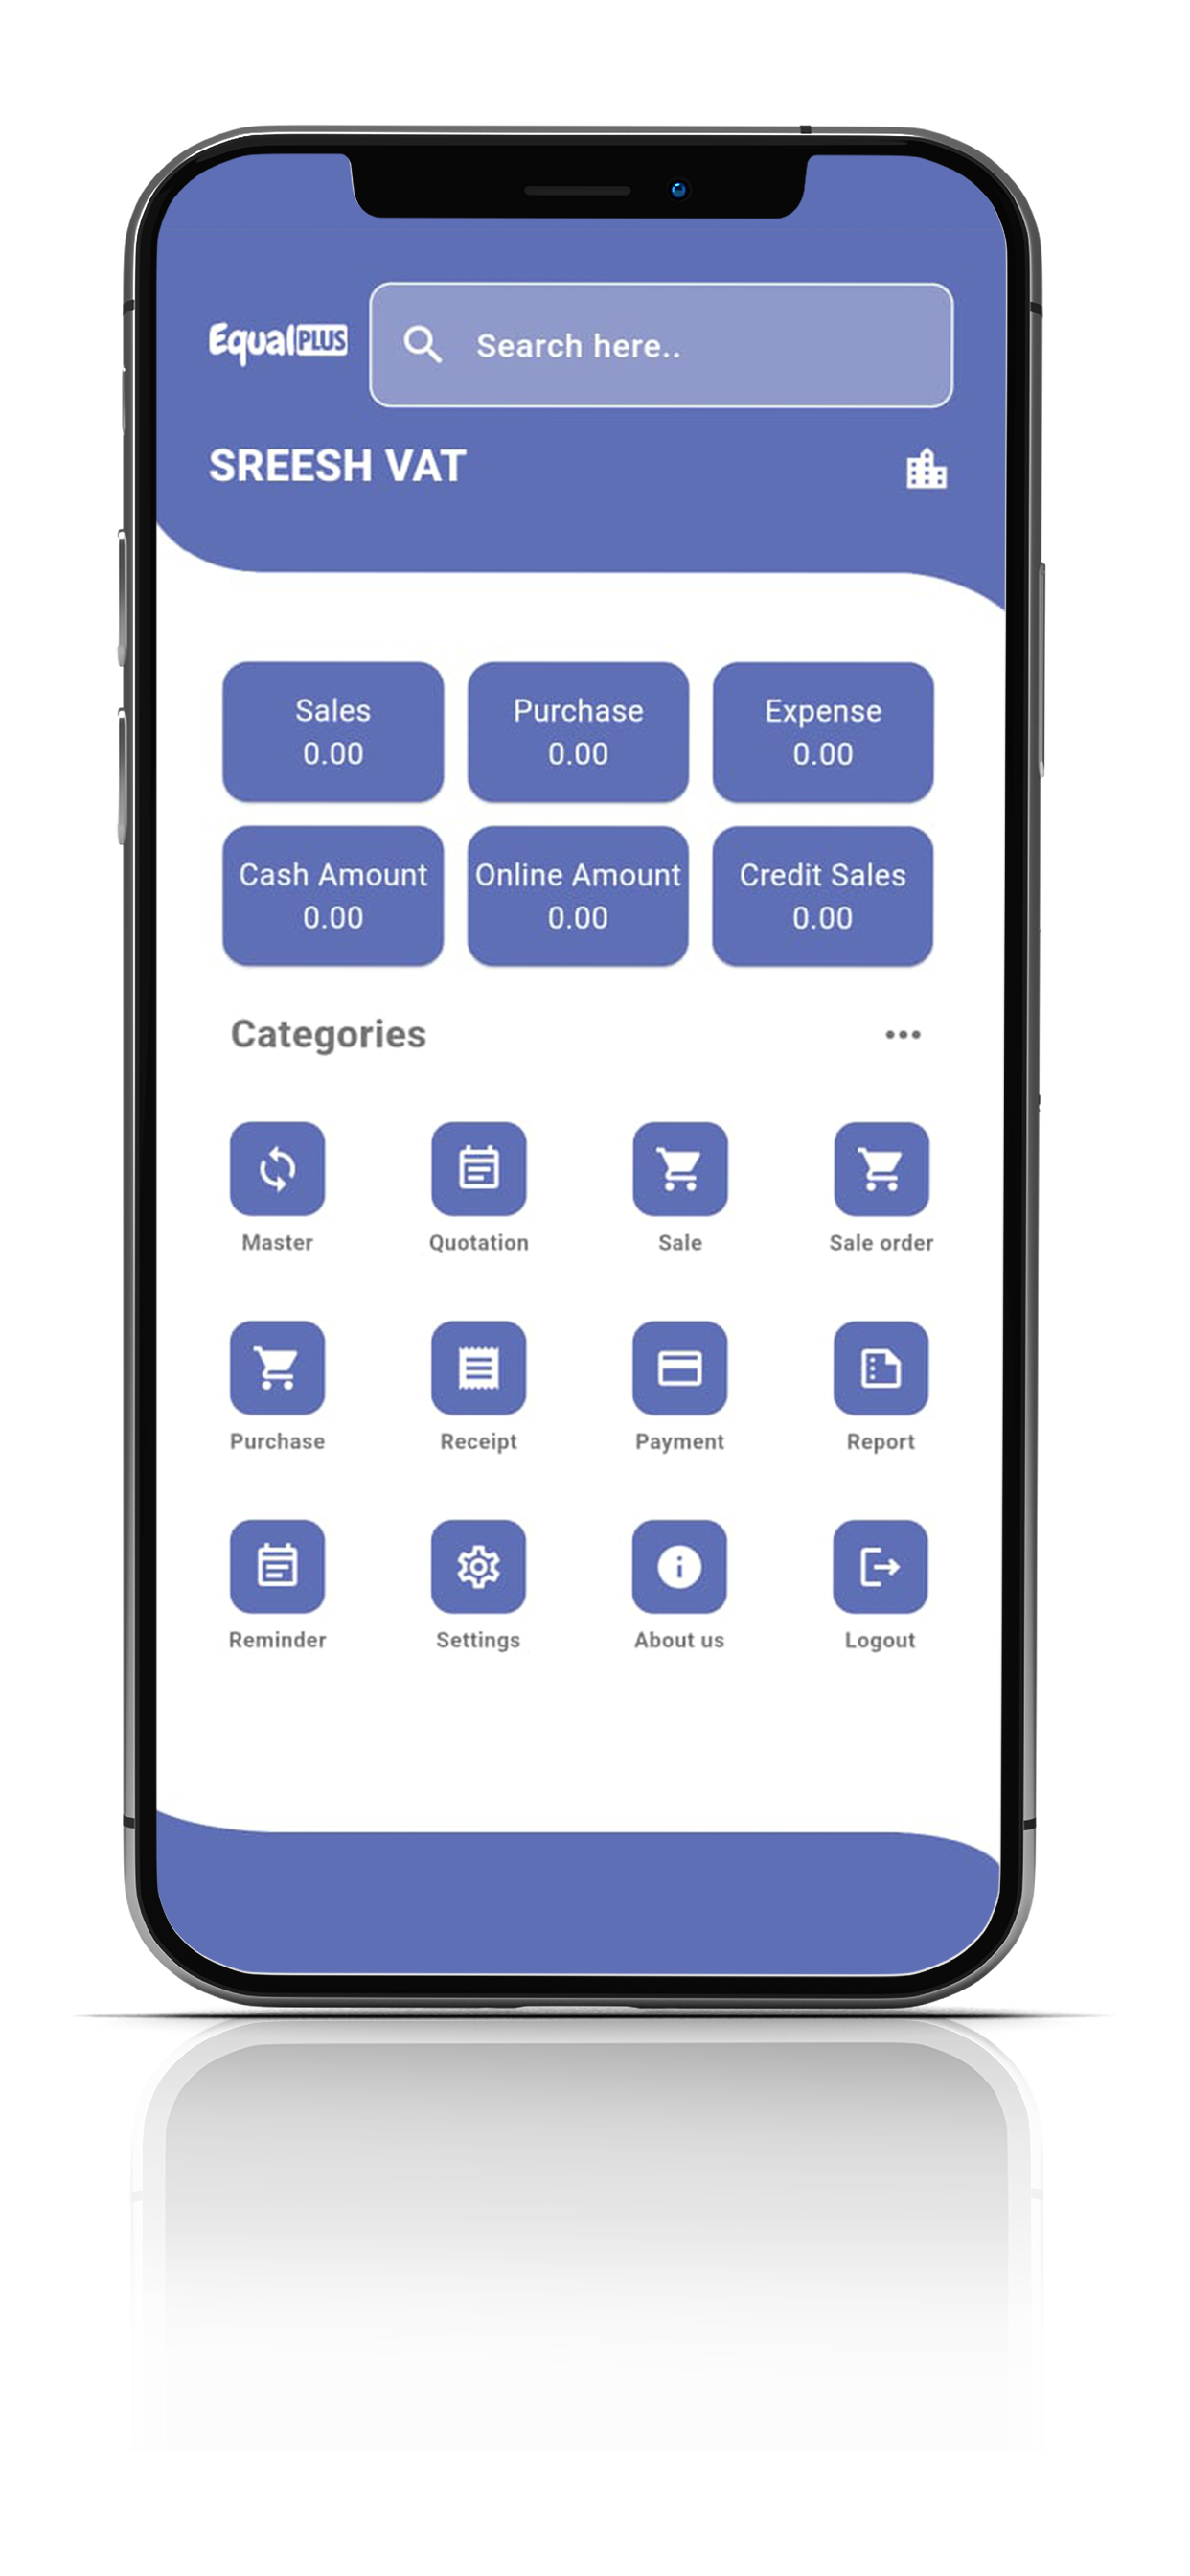 EqualPLUS
Search here..
SREESH VAT
Sales
0.00
Purchase
0.00
Expense
0.00
Cash Amount
0.00
Online Amount
0.00
Credit Sales
0.00
Categories
Master
Quotation
Sale
Sale order
Purchase
Receipt
Payment
Report
Reminder
Settings
About us
Logout